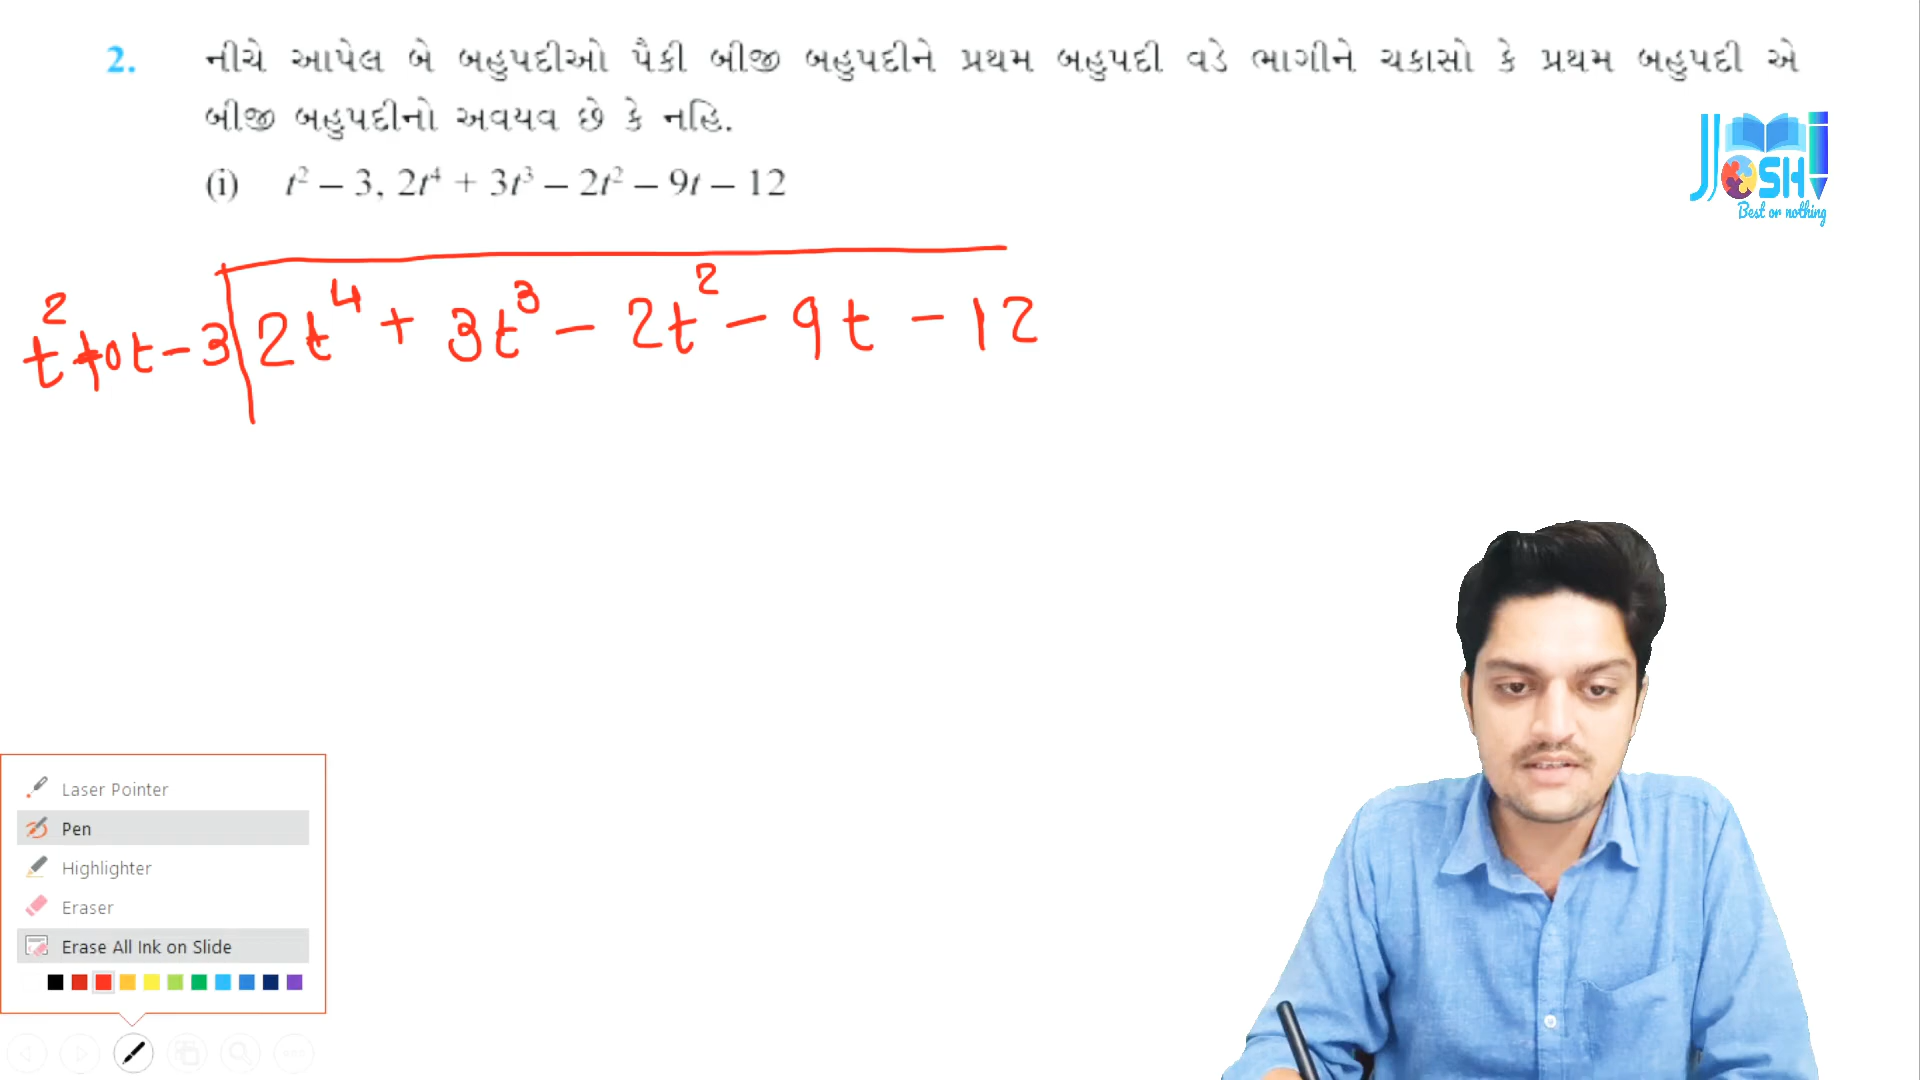 2. નીચે આપેલ બે બહુપદીઓ પૈકી બીજી બહુપદીને પ્રથમ બહુપદી વડે ભાગીને ચકાસો કે પ્રથમ બહુપદી એ
બીજી બહુપદીનો અવયવ છે કે નહિ.
(i) t² – 3, 2t⁴ + 3t³ – 2t² – 9t – 12
JOSHI
Best or nothing
t² + 0t – 3 2t⁴ + 3t³ – 2t² – 9t – 12
Laser Pointer
Pen
Highlighter
Eraser
Erase All Ink on Slide